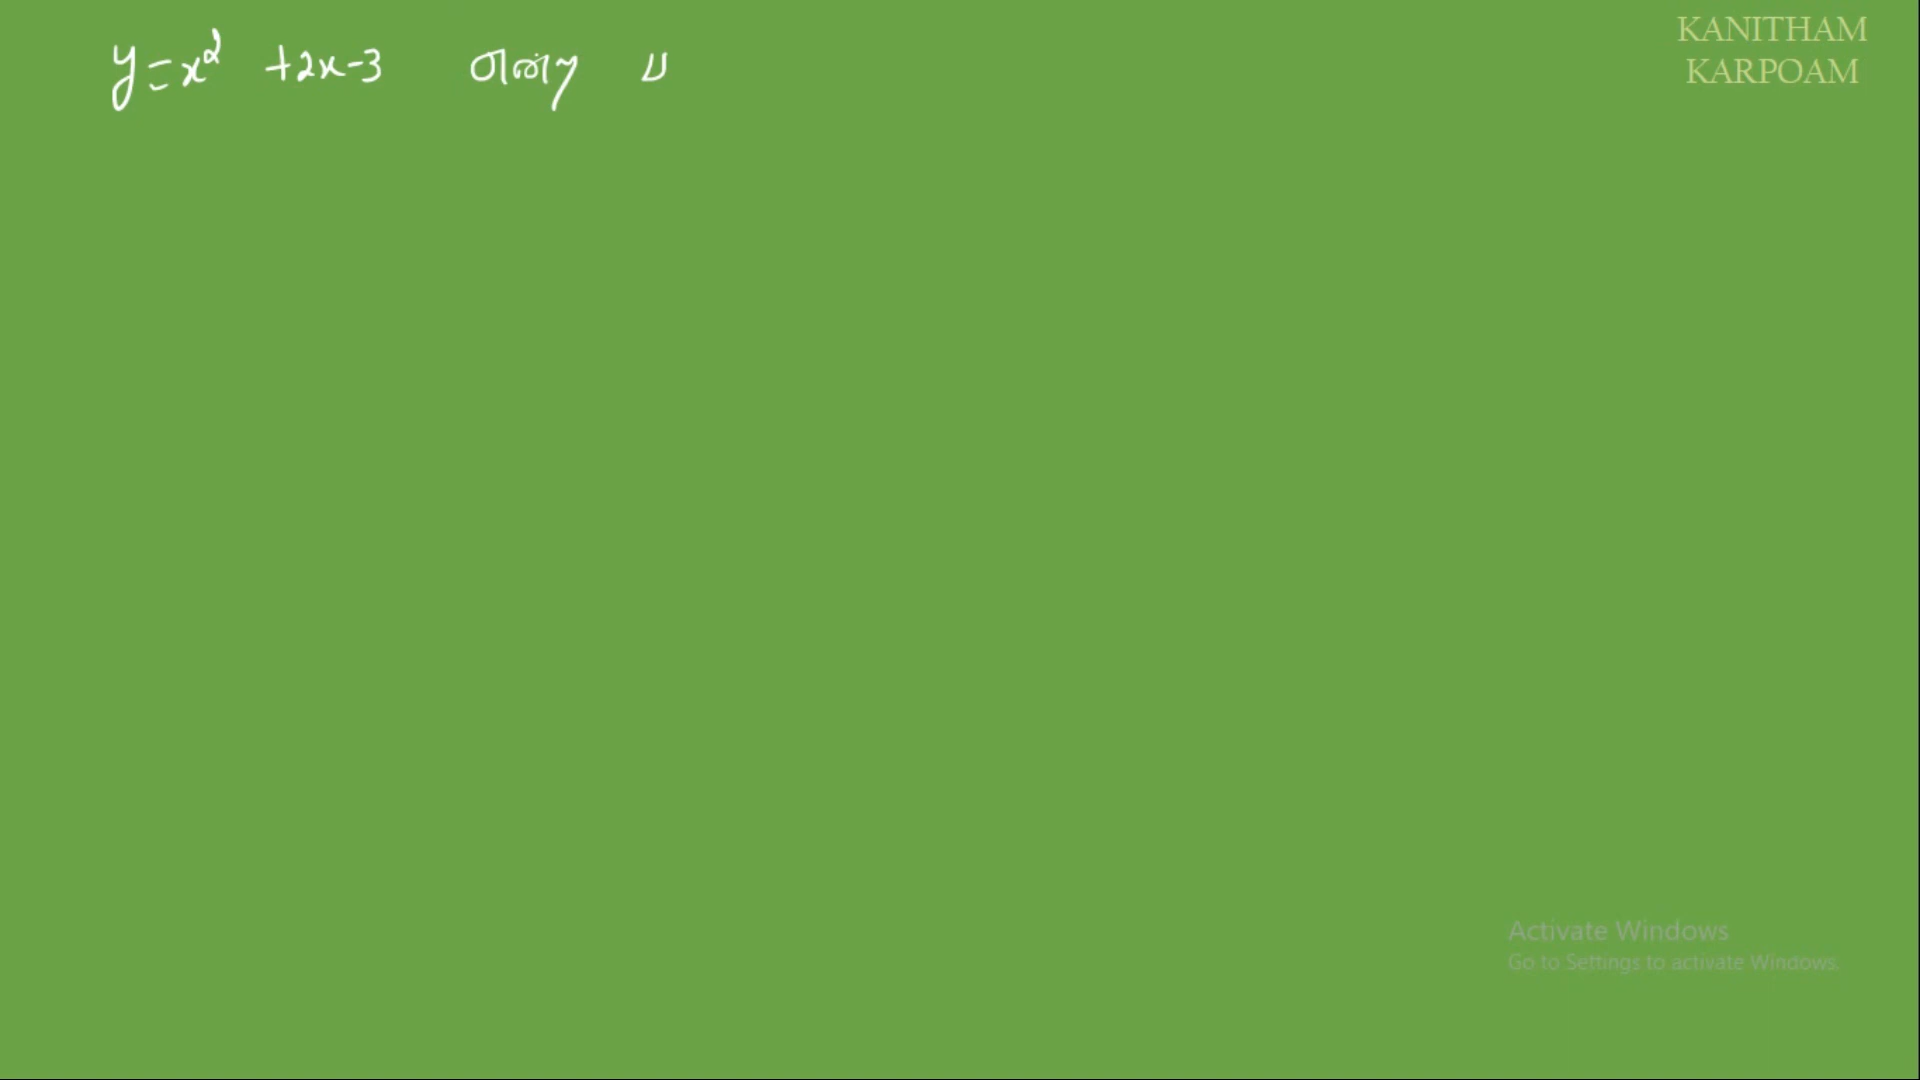 y=x² +2x-3 என்ற
KANITHAM
KARPOAM
Activate Windows
Go to Settings to activate Windows.